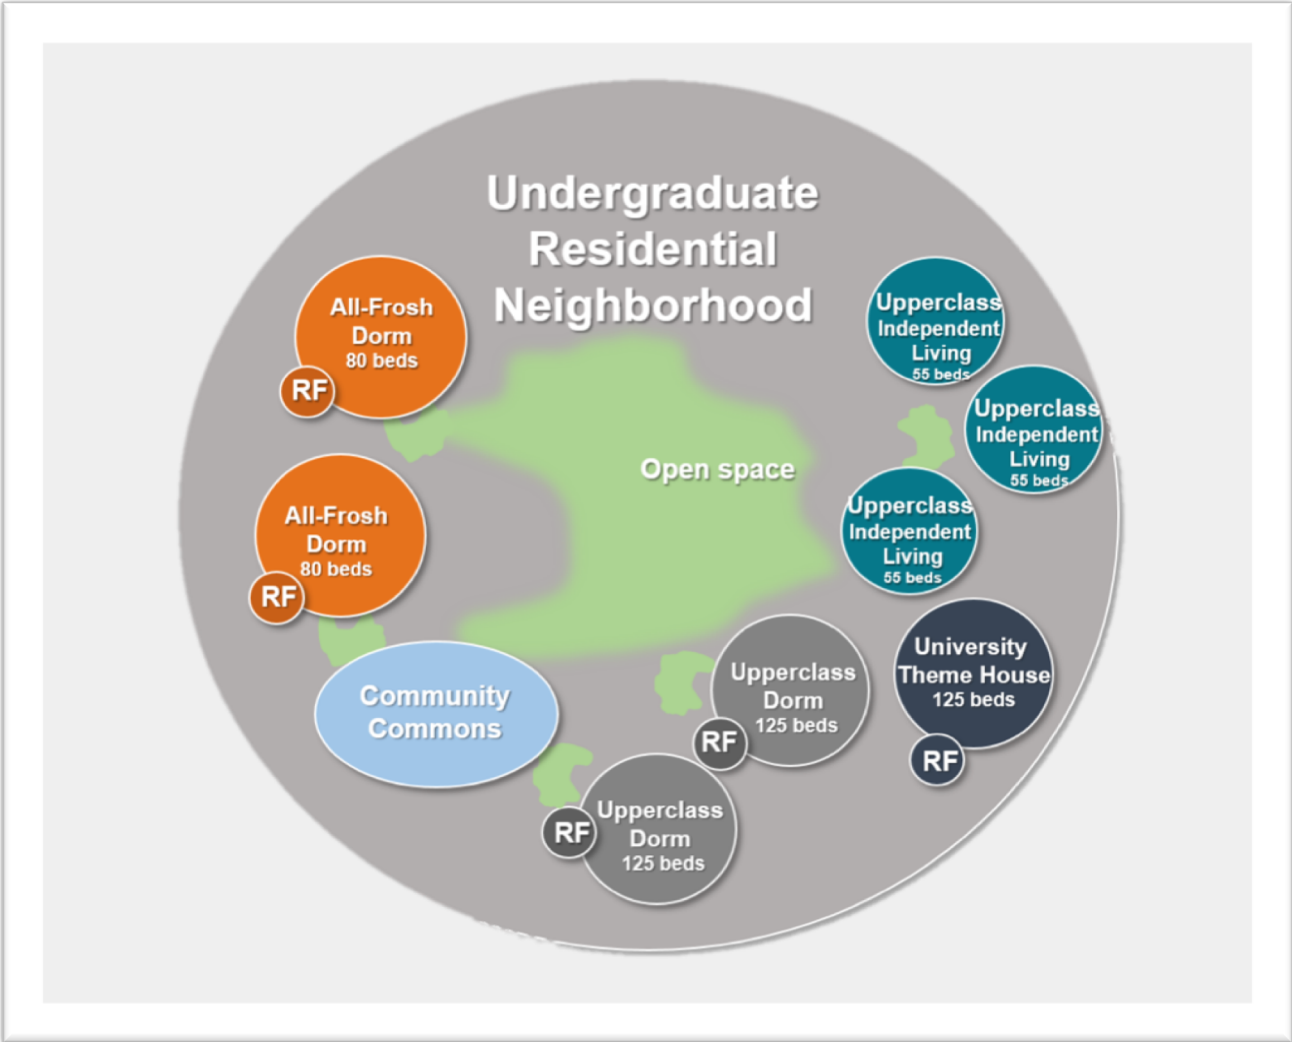 Undergraduate
Residential
Neighborhood
All-Frosh
Dorm
80 beds
RF
Upperclass
Independent
Living
55 beds
Upperclass
Independent
Living
55 beds
Open space
All-Frosh
Dorm
80 beds
RF
Upperclass
Independent
Living
55 beds
University
Theme House
125 beds
RF
Community
Commons
Upperclass
Dorm
125 beds
RF
Upperclass
Dorm
125 beds
RF